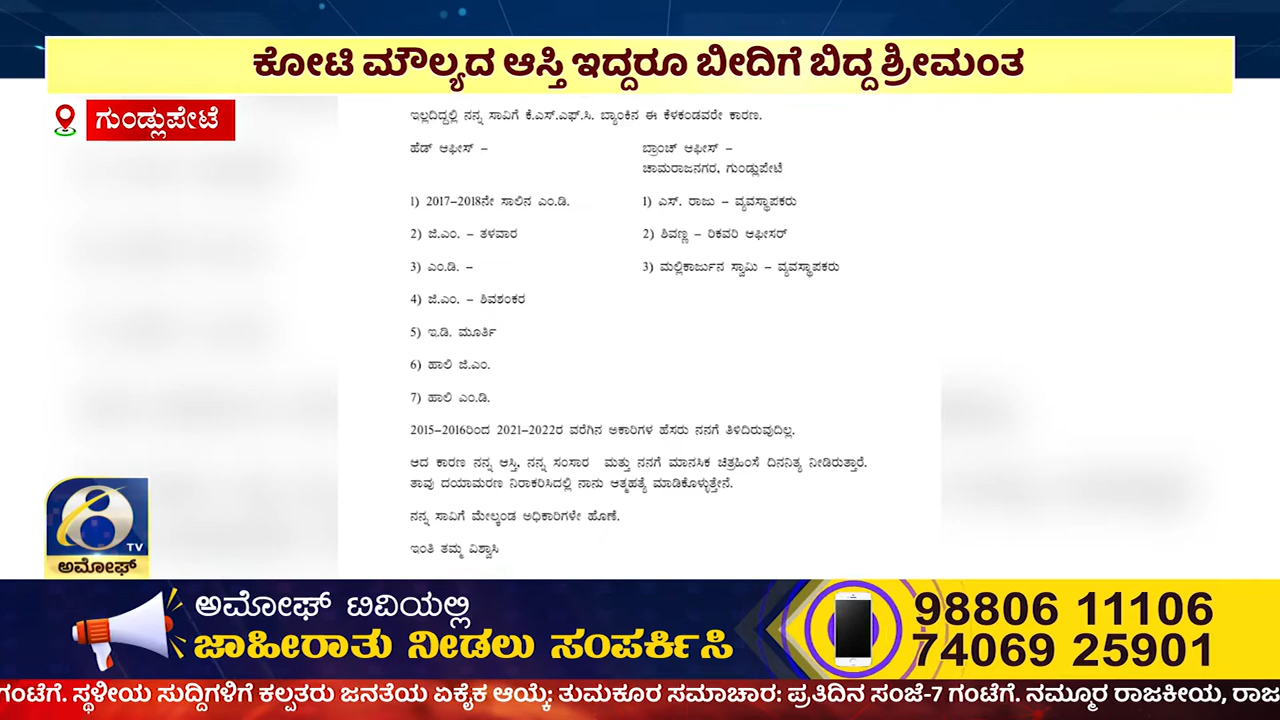 ಕೋಟಿ ಮೌಲ್ಯದ ಆಸ್ತಿ ಇದ್ದರೂ ಬೀದಿಗೆ ಬಿದ್ದ ಶ್ರೀಮಂತ
ಗುಂಡ್ಲುಪೇಟೆ
ಇಲ್ಲದಿದ್ದಲ್ಲಿ ನನ್ನ ಸಾವಿಗೆ ಕೆ.ಎಸ್.ಎಫ್.ಸಿ. ಬ್ಯಾಂಕಿನ ಈ ಕೆಳಕಂಡವರೇ ಕಾರಣ.
ಹೆಡ್ ಆಫೀಸ್ –
ಬ್ರಾಂಚ್ ಆಫೀಸ್ –
ಚಾಮರಾಜನಗರ, ಗುಂಡ್ಲುಪೇಟೆ
1) 2017–2018ನೇ ಸಾಲಿನ ಎಂ.ಡಿ.
1) ಎಸ್. ರಾಜು – ವ್ಯವಸ್ಥಾಪಕರು
2) ಜಿ.ಎಂ. – ತಳವಾರ
2) ಶಿವಣ್ಣ – ರಿಕವರಿ ಆಫೀಸರ್
3) ಎಂ.ಡಿ. –
3) ಮಲ್ಲಿಕಾರ್ಜುನ ಸ್ವಾಮಿ – ವ್ಯವಸ್ಥಾಪಕರು
4) ಜಿ.ಎಂ. – ಶಿವಶಂಕರ
5) ಇ.ಡಿ. ಮೂರ್ತಿ
6) ಹಾಲಿ ಜಿ.ಎಂ.
7) ಹಾಲಿ ಎಂ.ಡಿ.
2015–2016ರಿಂದ 2021–2022ರ ವರೆಗಿನ ಅಕಾರಿಗಳ ಹೆಸರು ನನಗೆ ತಿಳಿದಿರುವುದಿಲ್ಲ.
ಆದ ಕಾರಣ ನನ್ನ ಆಸ್ತಿ, ನನ್ನ ಸಂಸಾರ ಮತ್ತು ನನಗೆ ಮಾನಸಿಕ ಚಿತ್ರಹಿಂಸೆ ದಿನನಿತ್ಯ ನೀಡಿರುತ್ತಾರೆ.
ತಾವು ದಯಾಮರಣ ನಿರಾಕರಿಸಿದಲ್ಲಿ ನಾನು ಆತ್ಮಹತ್ಯೆ ಮಾಡಿಕೊಳ್ಳುತ್ತೇನೆ.
ನನ್ನ ಸಾವಿಗೆ ಮೇಲ್ಕಂಡ ಅಧಿಕಾರಿಗಳೇ ಹೊಣೆ.
ಇಂತಿ ತಮ್ಮ ವಿಶ್ವಾಸಿ
TV
ಅಮೋಘ್
ಅಮೋಘ್ ಟಿವಿಯಲ್ಲಿ
ಜಾಹೀರಾತು ನೀಡಲು ಸಂಪರ್ಕಿಸಿ
98806 11106
74069 25901
ಗಂಟೆಗೆ. ಸ್ಥಳೀಯ ಸುದ್ದಿಗಳಿಗೆ ಕಲ್ಪತರು ಜನತೆಯ ಏಕೈಕ ಆಯ್ಕೆ: ತುಮಕೂರ ಸಮಾಚಾರ: ಪ್ರತಿದಿನ ಸಂಜೆ-7 ಗಂಟೆಗೆ. ನಮ್ಮೂರ ರಾಜಕೀಯ, ರಾಜ